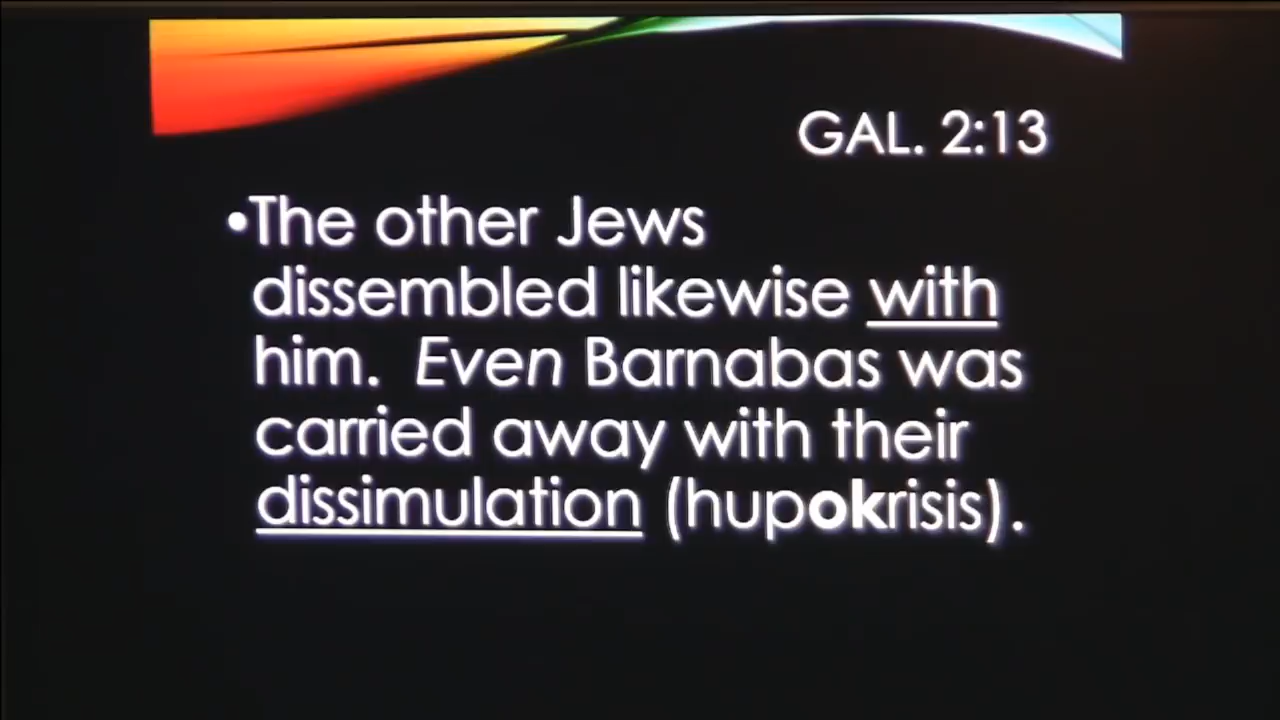 GAL. 2:13
•The other Jews
dissembled likewise with
him. Even Barnabas was
carried away with their
dissimulation (hupokrisis).